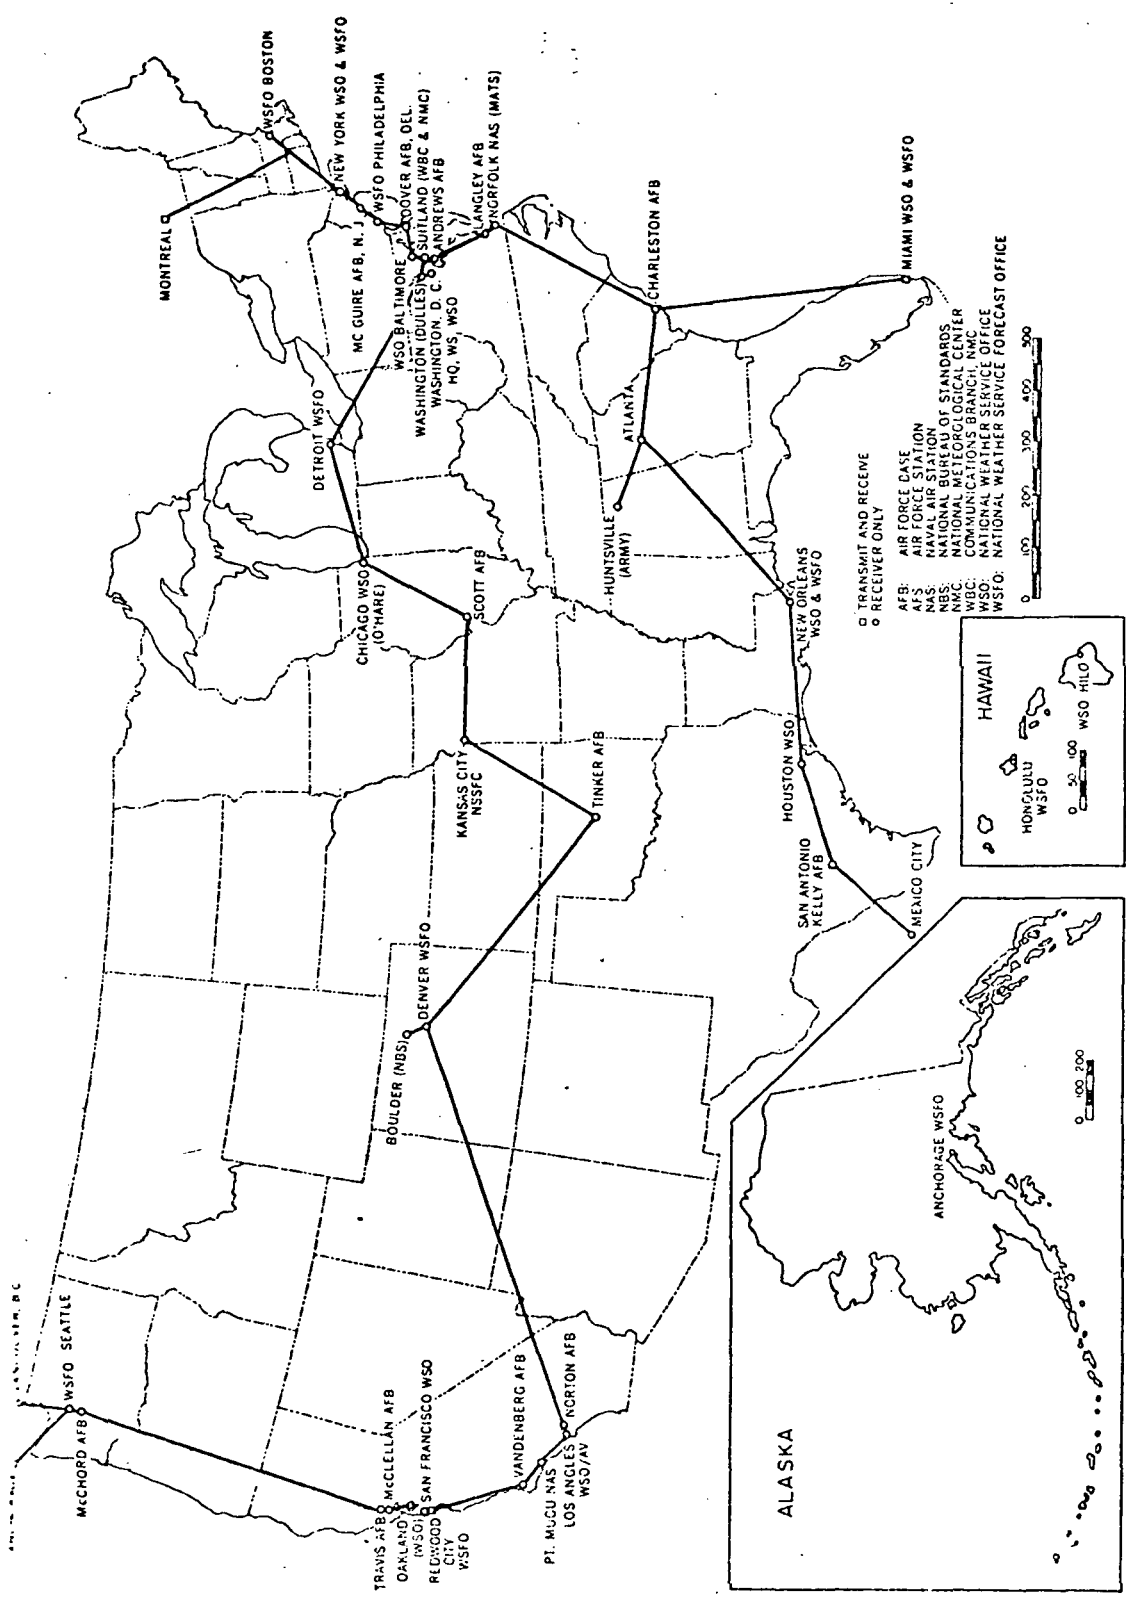 WSFO SEATTLE
McCHORD AFB
TRAVIS AFB
McCLELLAN AFB
OAKLAND
(WSO)
SAN FRANCISCO WSO
REDWOOD
CITY
WSFO
VANDENBERG AFB
PT. MUGU NAS
LOS ANGLES
WSO/AV
NORTON AFB
BOULDER (NBS)
DENVER WSFO
TINKER AFB
KANSAS CITY
NSSFC
SCOTT AFB
CHICAGO WSO
(O'HARE)
DETROIT WSFO
MONTREAL
WSFO BOSTON
NEW YORK WSO & WSFO
MC GUIRE AFB, N. J.
WSFO PHILADELPHIA
DOVER AFB, DEL.
WSO BALTIMORE
SUITLAND (WBC & NMC)
WASHINGTON (DULLES)
ANDREWS AFB
WASHINGTON, D. C.
HQ, WS, WSO
LANGLEY AFB
NORFOLK NAS (MATS)
CHARLESTON AFB
ATLANTA
HUNTSVILLE
(ARMY)
MIAMI WSO & WSFO
NEW ORLEANS
WSO & WSFO
HOUSTON WSO
SAN ANTONIO
KELLY AFB
MEXICO CITY
□ TRANSMIT AND RECEIVE
○ RECEIVER ONLY
AFB: AIR FORCE BASE
AFS AIR FORCE STATION
NAS: NAVAL AIR STATION
NBS: NATIONAL BUREAU OF STANDARDS
NMC: NATIONAL METEOROLOGICAL CENTER
WBC: COMMUNICATIONS BRANCH, NMC
WSO: NATIONAL WEATHER SERVICE OFFICE
WSFO: NATIONAL WEATHER SERVICE FORECAST OFFICE
0 100 200 300 400 500
HAWAII
HONOLULU
WSFO
WSO HILO
0 50 100
ALASKA
ANCHORAGE WSFO
0 100 200